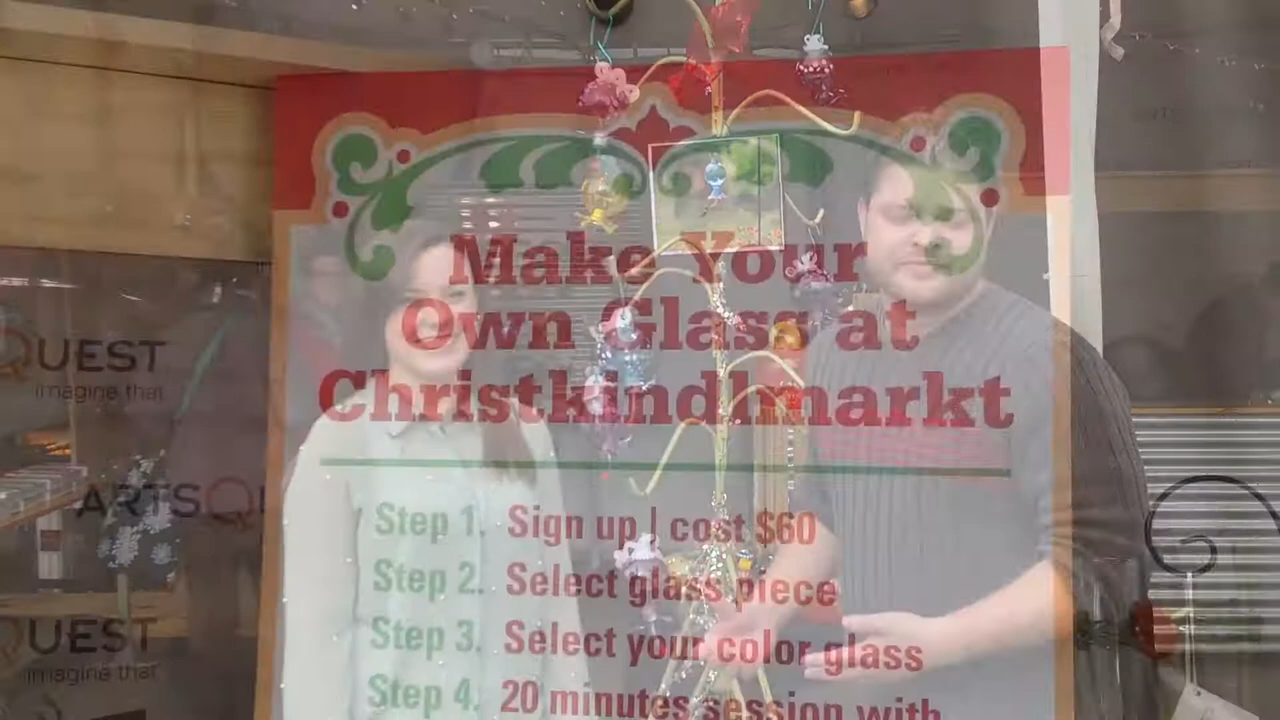 Make Your
Own Glass at
Christkindlmarkt
QUEST
imagine that
ARTSQU
Step 1. Sign up | cost $60
Step 2. Select glass piece
Step 3. Select your color glass
QUEST
imagine that
Step 4. 20 minutes session with